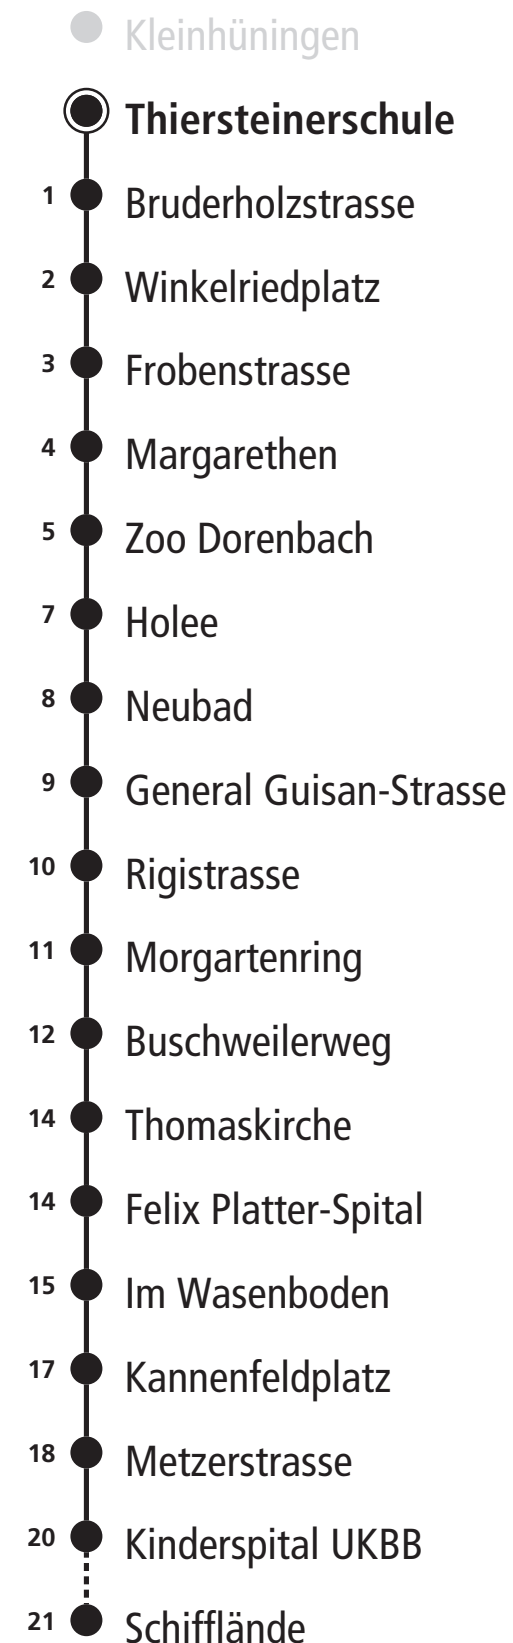 Kleinhüningen
Thiersteinerschule
1 Bruderholzstrasse
2 Winkelriedplatz
3 Frobenstrasse
4 Margarethen
5 Zoo Dorenbach
7 Holee
8 Neubad
9 General Guisan-Strasse
10 Rigistrasse
11 Morgartenring
12 Buschweilerweg
14 Thomaskirche
14 Felix Platter-Spital
15 Im Wasenboden
17 Kannenfeldplatz
18 Metzerstrasse
20 Kinderspital UKBB
21 Schifflände